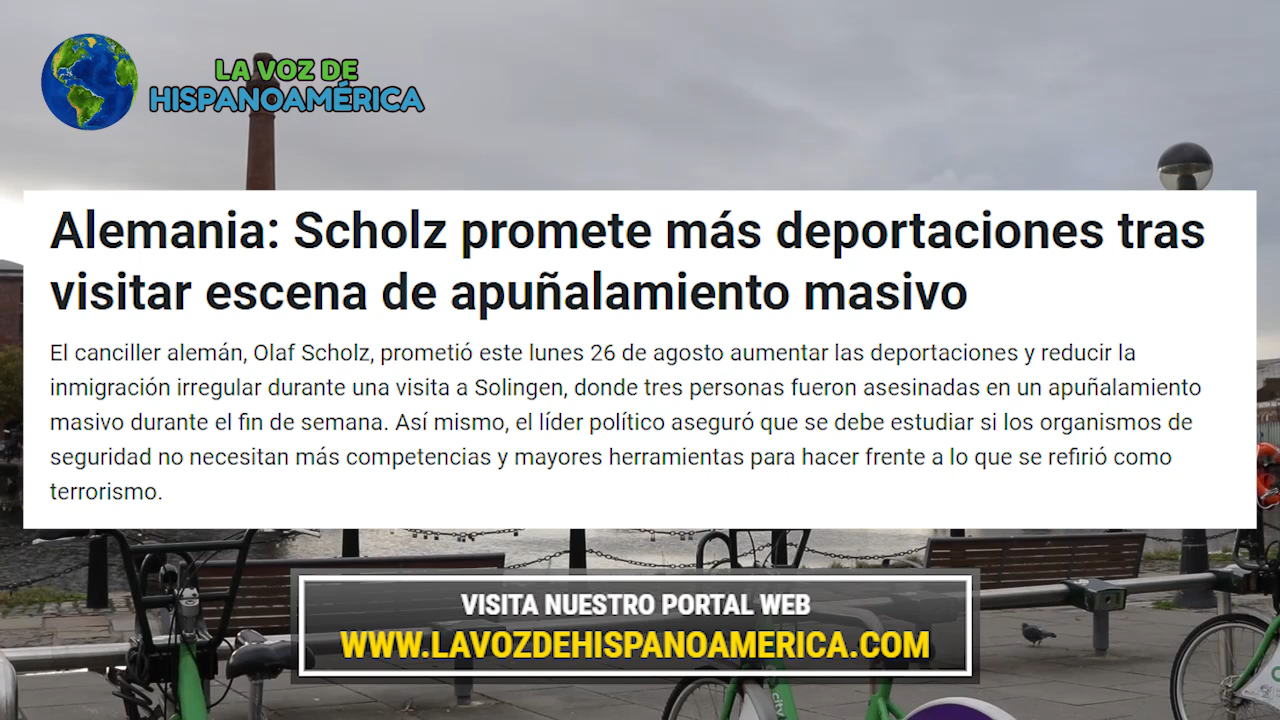 LA VOZ DE
HISPANOAMÉRICA
Alemania: Scholz promete más deportaciones tras
visitar escena de apuñalamiento masivo
El canciller alemán, Olaf Scholz, prometió este lunes 26 de agosto aumentar las deportaciones y reducir la
inmigración irregular durante una visita a Solingen, donde tres personas fueron asesinadas en un apuñalamiento
masivo durante el fin de semana. Así mismo, el líder político aseguró que se debe estudiar si los organismos de
seguridad no necesitan más competencias y mayores herramientas para hacer frente a lo que se refirió como
terrorismo.
VISITA NUESTRO PORTAL WEB
WWW.LAVOZDEHISPANOAMERICA.COM